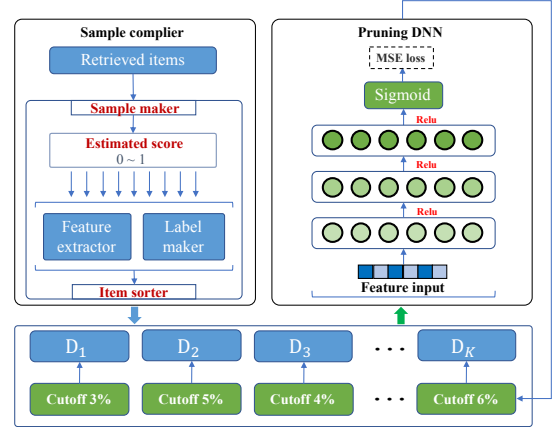 Sample complier
Retrieved items
Sample maker
Estimated score
0 ~ 1
Feature
extractor
Label
maker
Item sorter
Pruning DNN
MSE loss
Sigmoid
Relu
Relu
Relu
Feature input
D1
D2
D3
• • •
DK
Cutoff 3%
Cutoff 5%
Cutoff 4%
• • •
Cutoff 6%